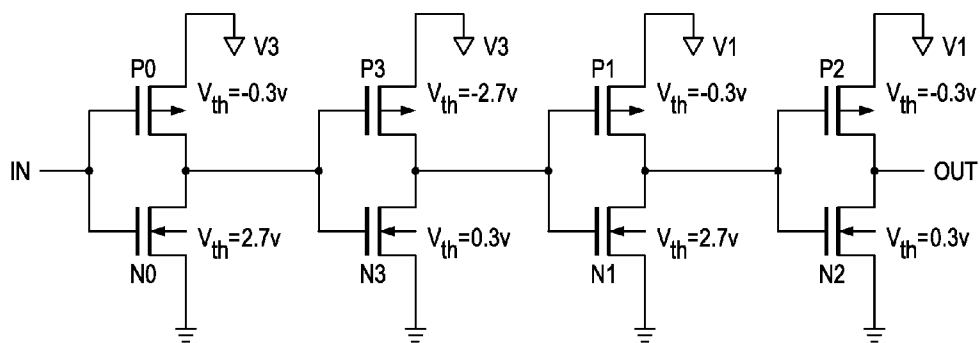 V3
V3
V1
V1
P0
P3
P1
P2
Vth=-0.3v
Vth=-2.7v
Vth=-0.3v
Vth=-0.3v
IN
OUT
Vth=2.7v
Vth=0.3v
Vth=2.7v
Vth=0.3v
N0
N3
N1
N2